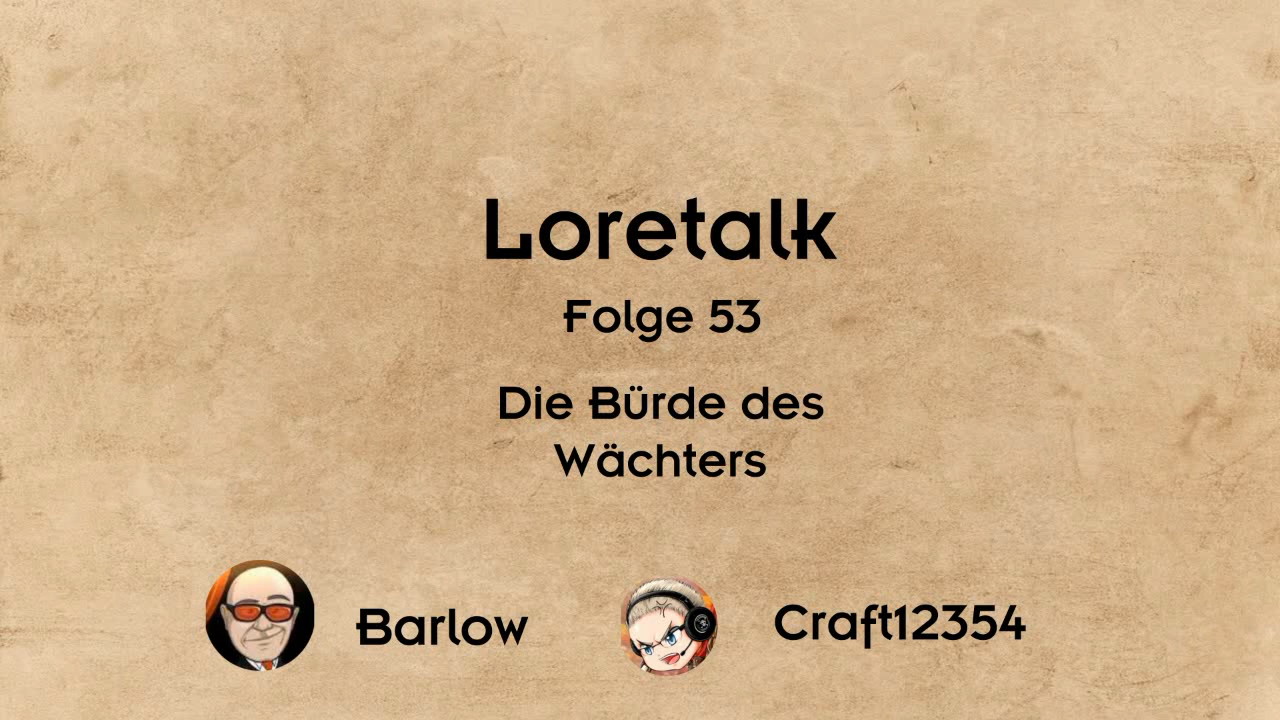 Loretalk
Folge 53
Die Bürde des
Wächters
Barlow
Craft12354